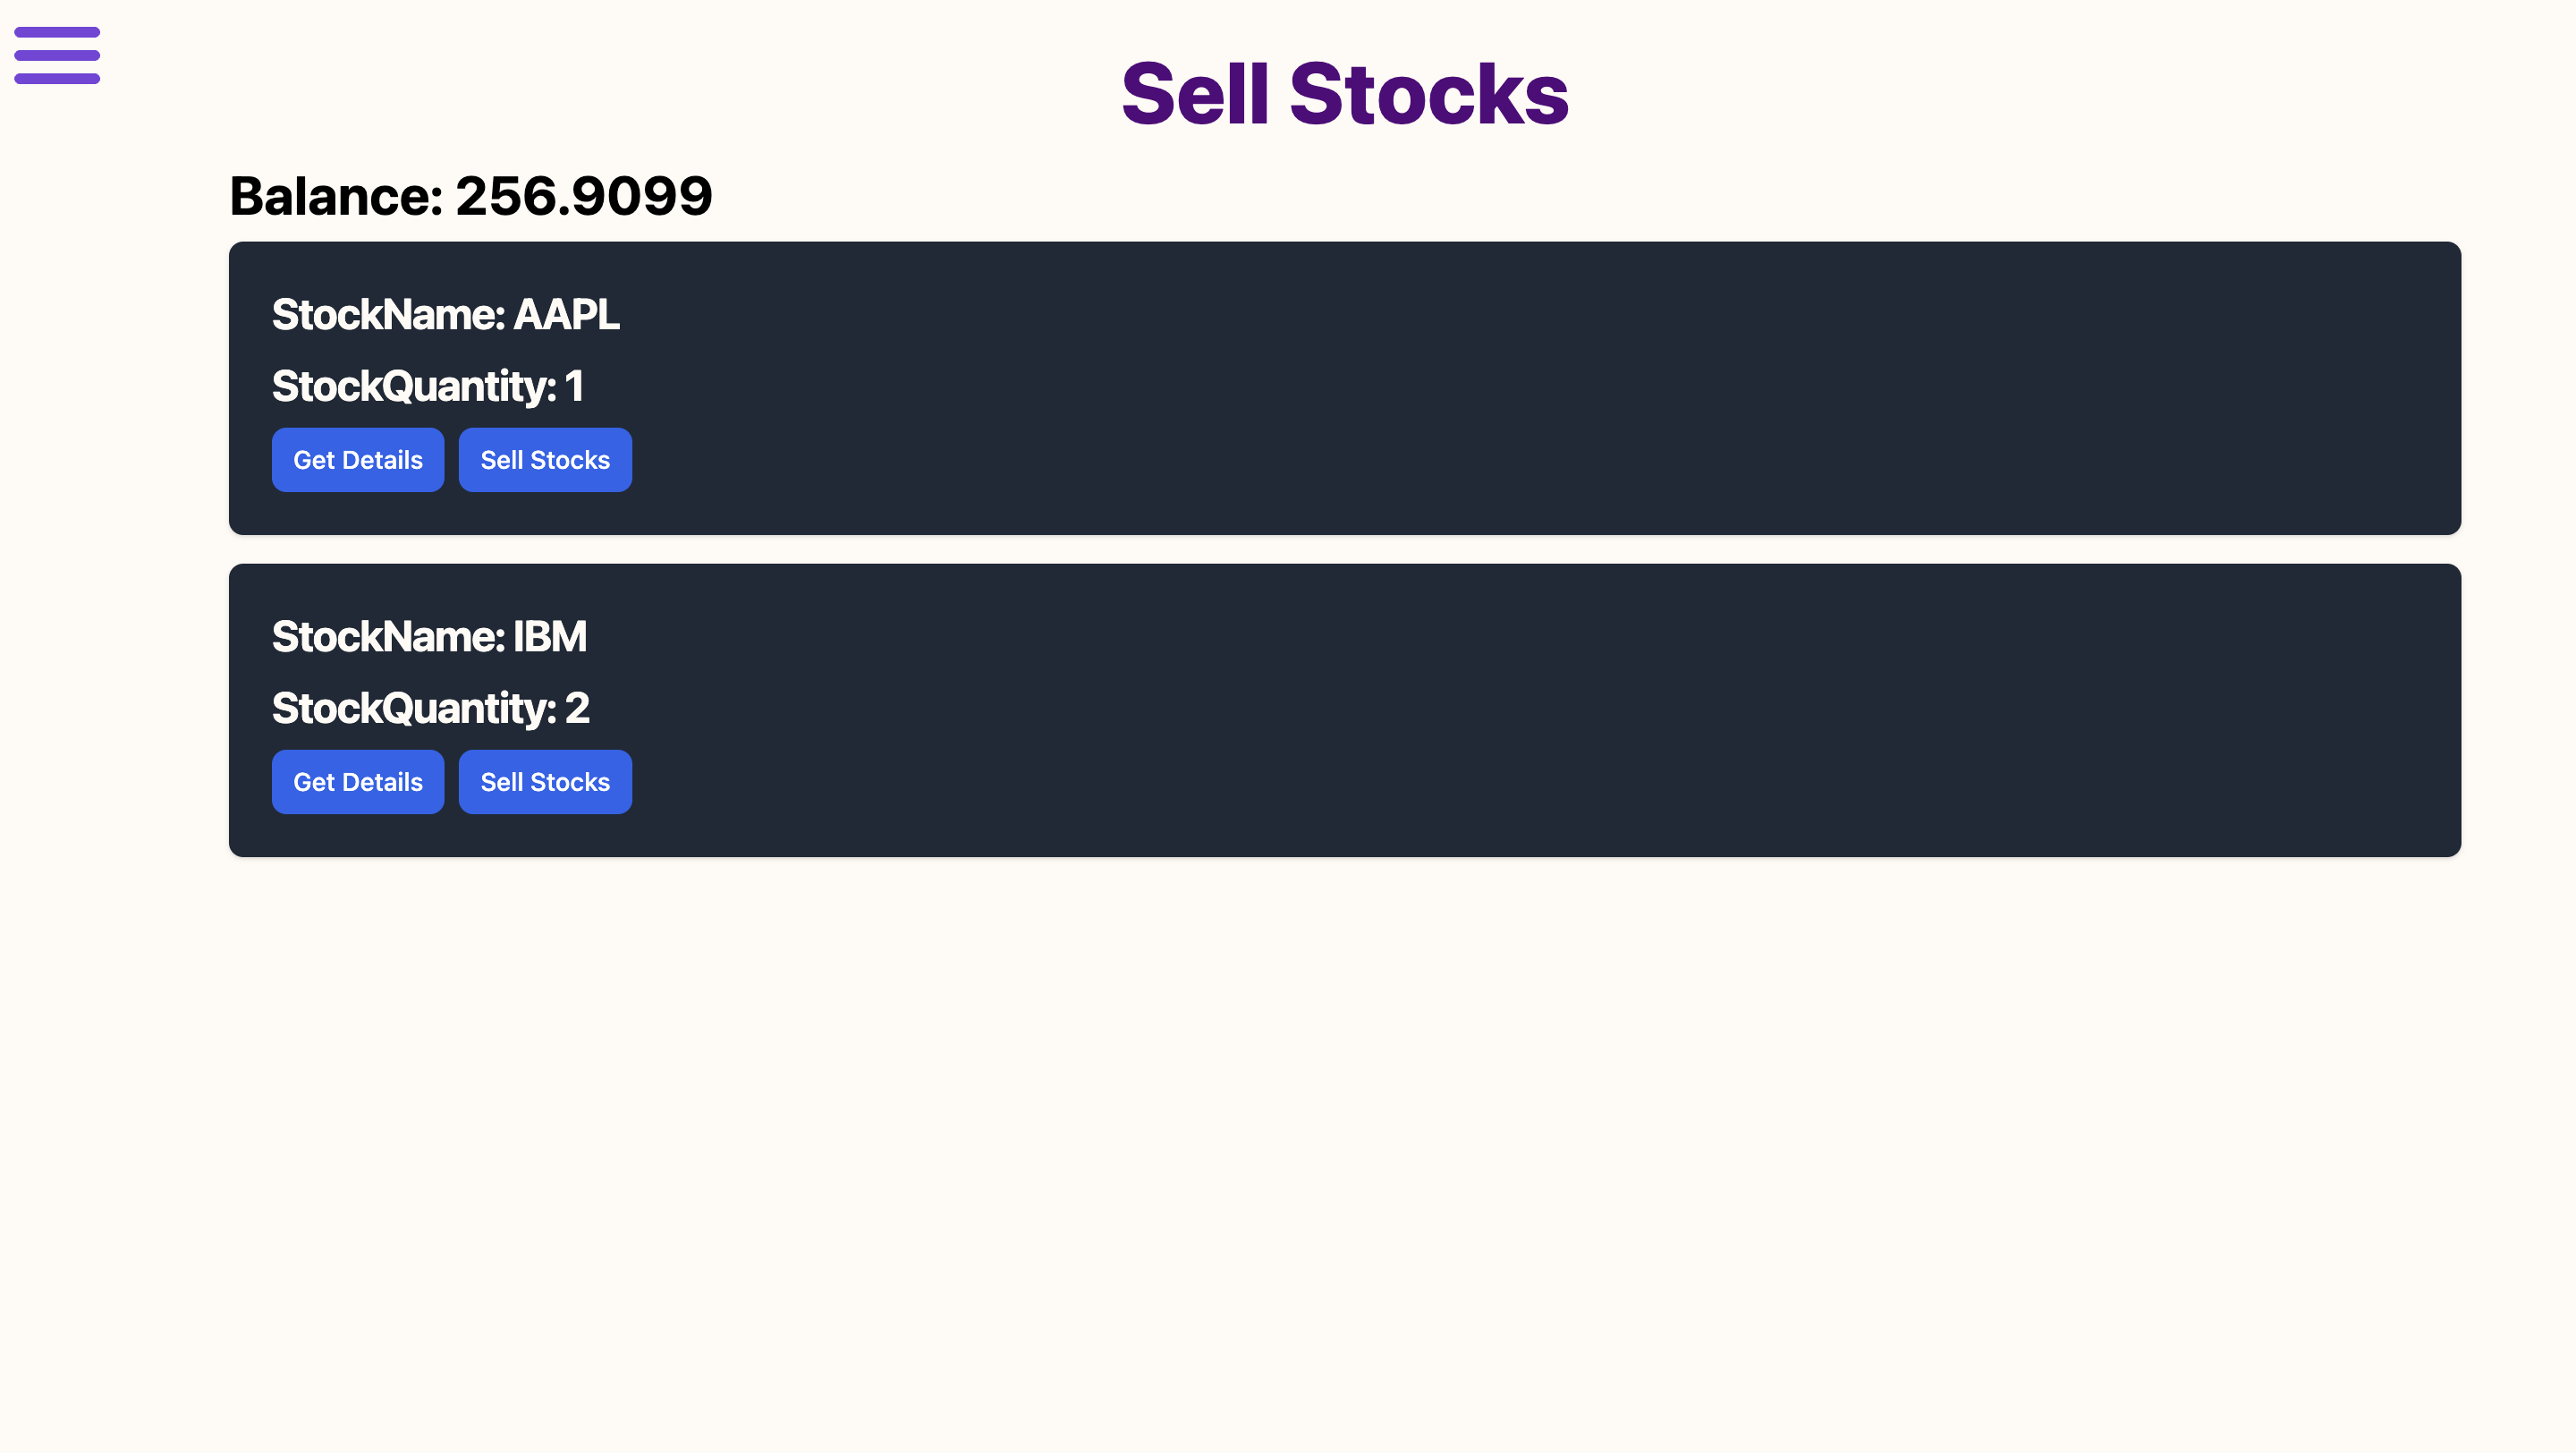 Sell Stocks
Balance: 256.9099
StockName: AAPL
StockQuantity: 1
Get Details Sell Stocks
StockName: IBM
StockQuantity: 2
Get Details Sell Stocks